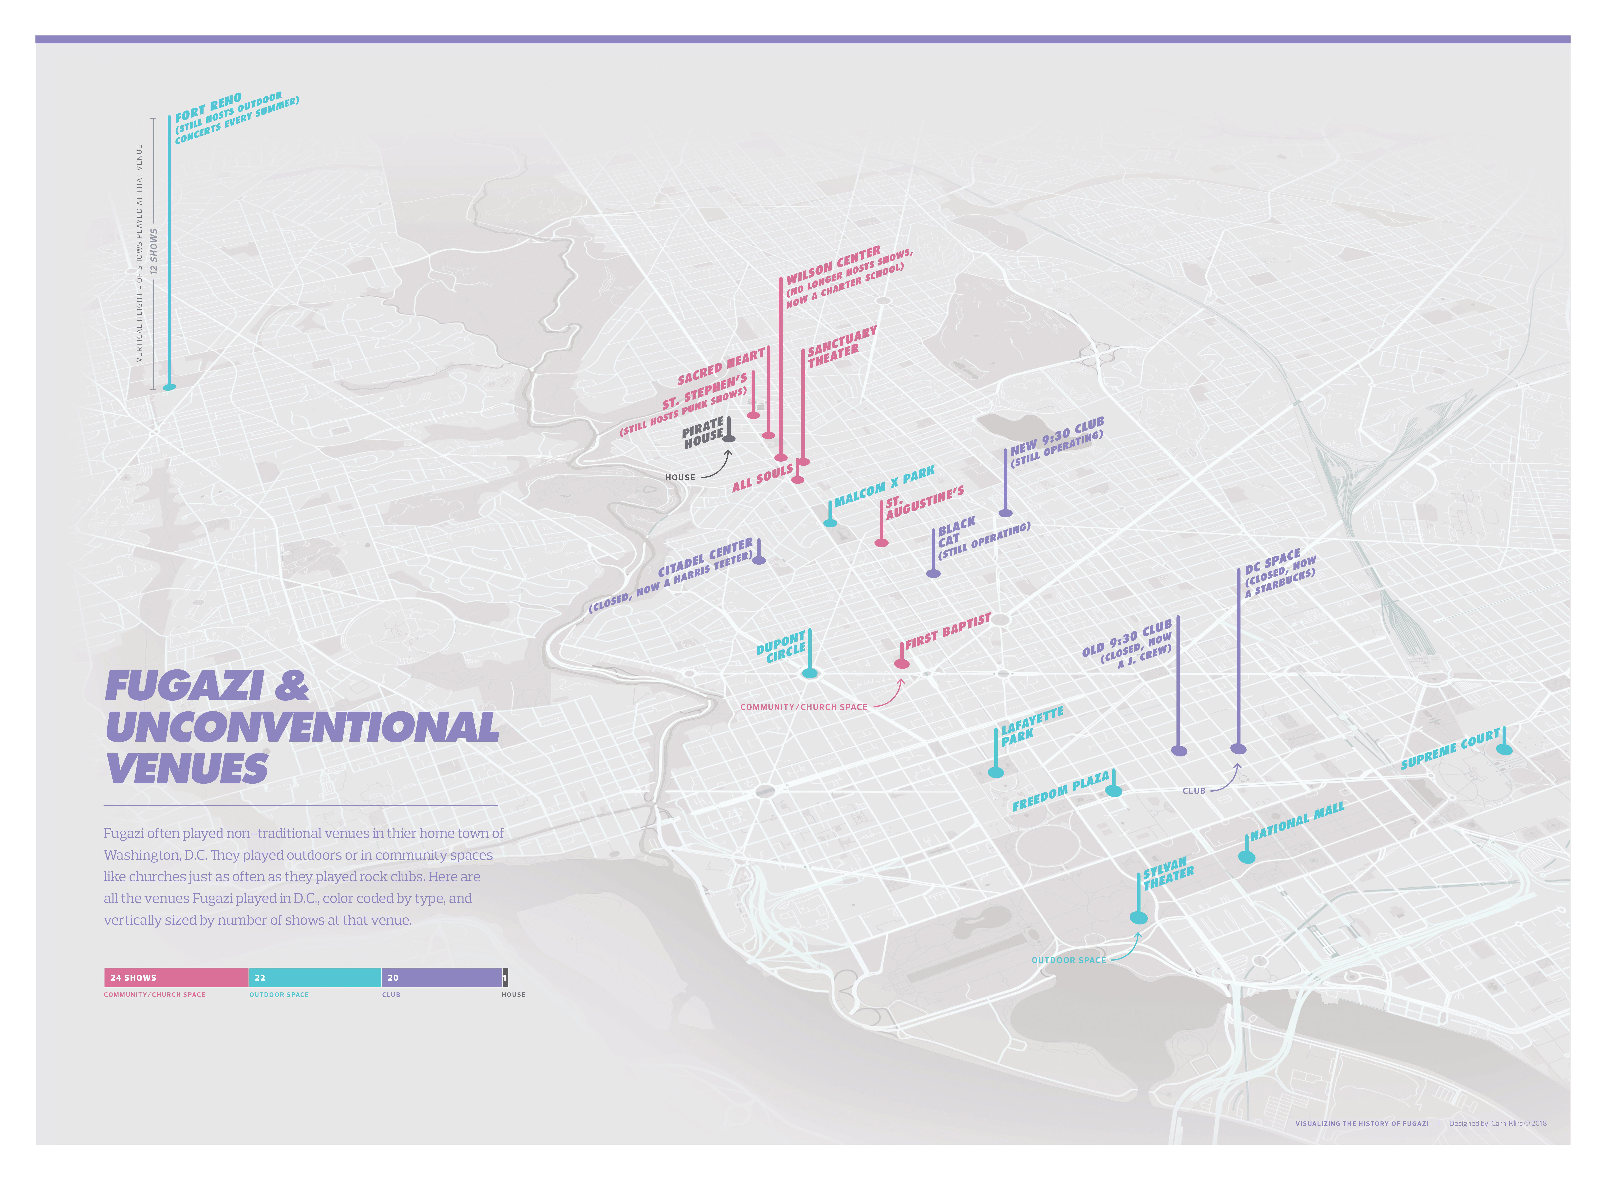 FORT RENO
(STILL HOSTS OUTDOOR
CONCERTS EVERY SUMMER)
VERTICAL HEIGHT = # OF SHOWS PLAYED AT THAT VENUE
12 SHOWS
WILSON CENTER
(NO LONGER HOSTS SHOWS,
NOW A CHARTER SCHOOL)
SANCTUARY
THEATER
SACRED HEART
ST. STEPHEN'S
(STILL HOSTS PUNK SHOWS)
PIRATE
HOUSE
HOUSE
ALL SOULS
MALCOM X PARK
ST.
AUGUSTINE'S
NEW 9:30 CLUB
(STILL OPERATING)
BLACK
CAT
(STILL OPERATING)
CITADEL CENTER
(CLOSED, NOW A HARRIS TEETER)
DC SPACE
(CLOSED, NOW
A STARBUCKS)
OLD 9:30 CLUB
(CLOSED, NOW
A J. CREW)
DUPONT
CIRCLE
FIRST BAPTIST
COMMUNITY/CHURCH SPACE
LAFAYETTE
PARK
FREEDOM PLAZA
CLUB
SUPREME COURT
NATIONAL MALL
SYLVAN
THEATER
OUTDOOR SPACE
FUGAZI &
UNCONVENTIONAL
VENUES
Fugazi often played non-traditional venues in thier home town of
Washington, D.C. They played outdoors or in community spaces
like churches just as often as they played rock clubs. Here are
all the venues Fugazi played in D.C., color coded by type, and
vertically sized by number of shows at that venue.
24 SHOWS 22 20 1
COMMUNITY/CHURCH SPACE OUTDOOR SPACE CLUB HOUSE
VISUALIZING THE HISTORY OF FUGAZI Designed by